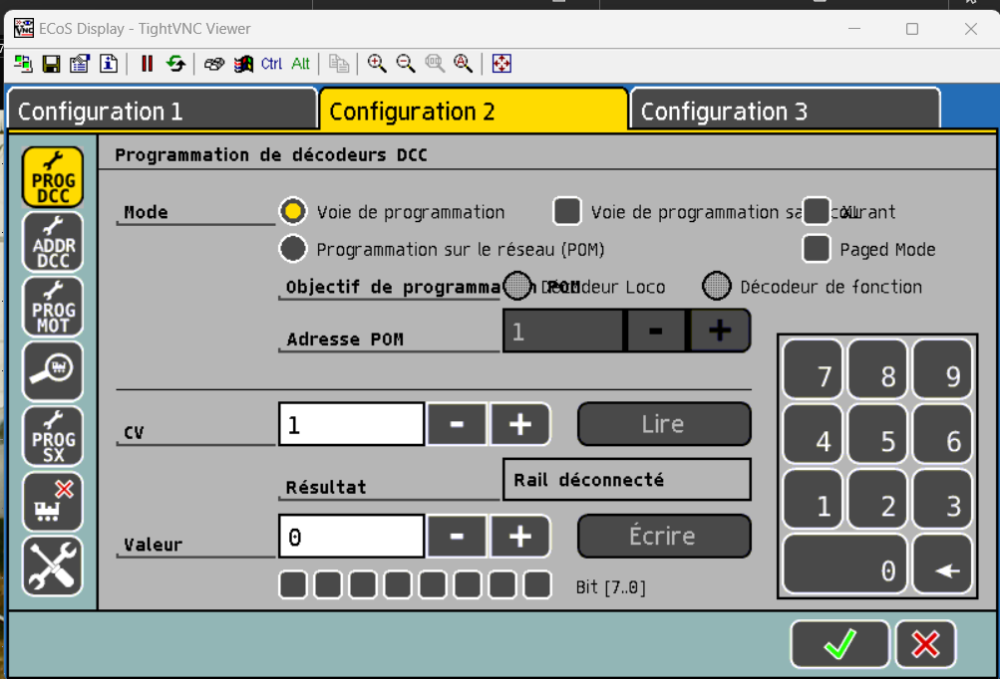 ECoS Display - TightVNC Viewer
Ctrl Alt
Configuration 1
Configuration 2
Configuration 3
Programmation de décodeurs DCC
PROG DCC
ADDR DCC
PROG MOT
PROG SX
Mode
Voie de programmation
Voie de programmation sa courant
XL
Programmation sur le réseau (POM)
Paged Mode
Objectif de programma n POM
Décodeur Loco
Décodeur de fonction
Adresse POM
1
-
+
7 8 9
CV
1
-
+
Lire
4 5 6
Résultat
Rail déconnecté
1 2 3
Valeur
0
-
+
Écrire
0
Bit [7..0]